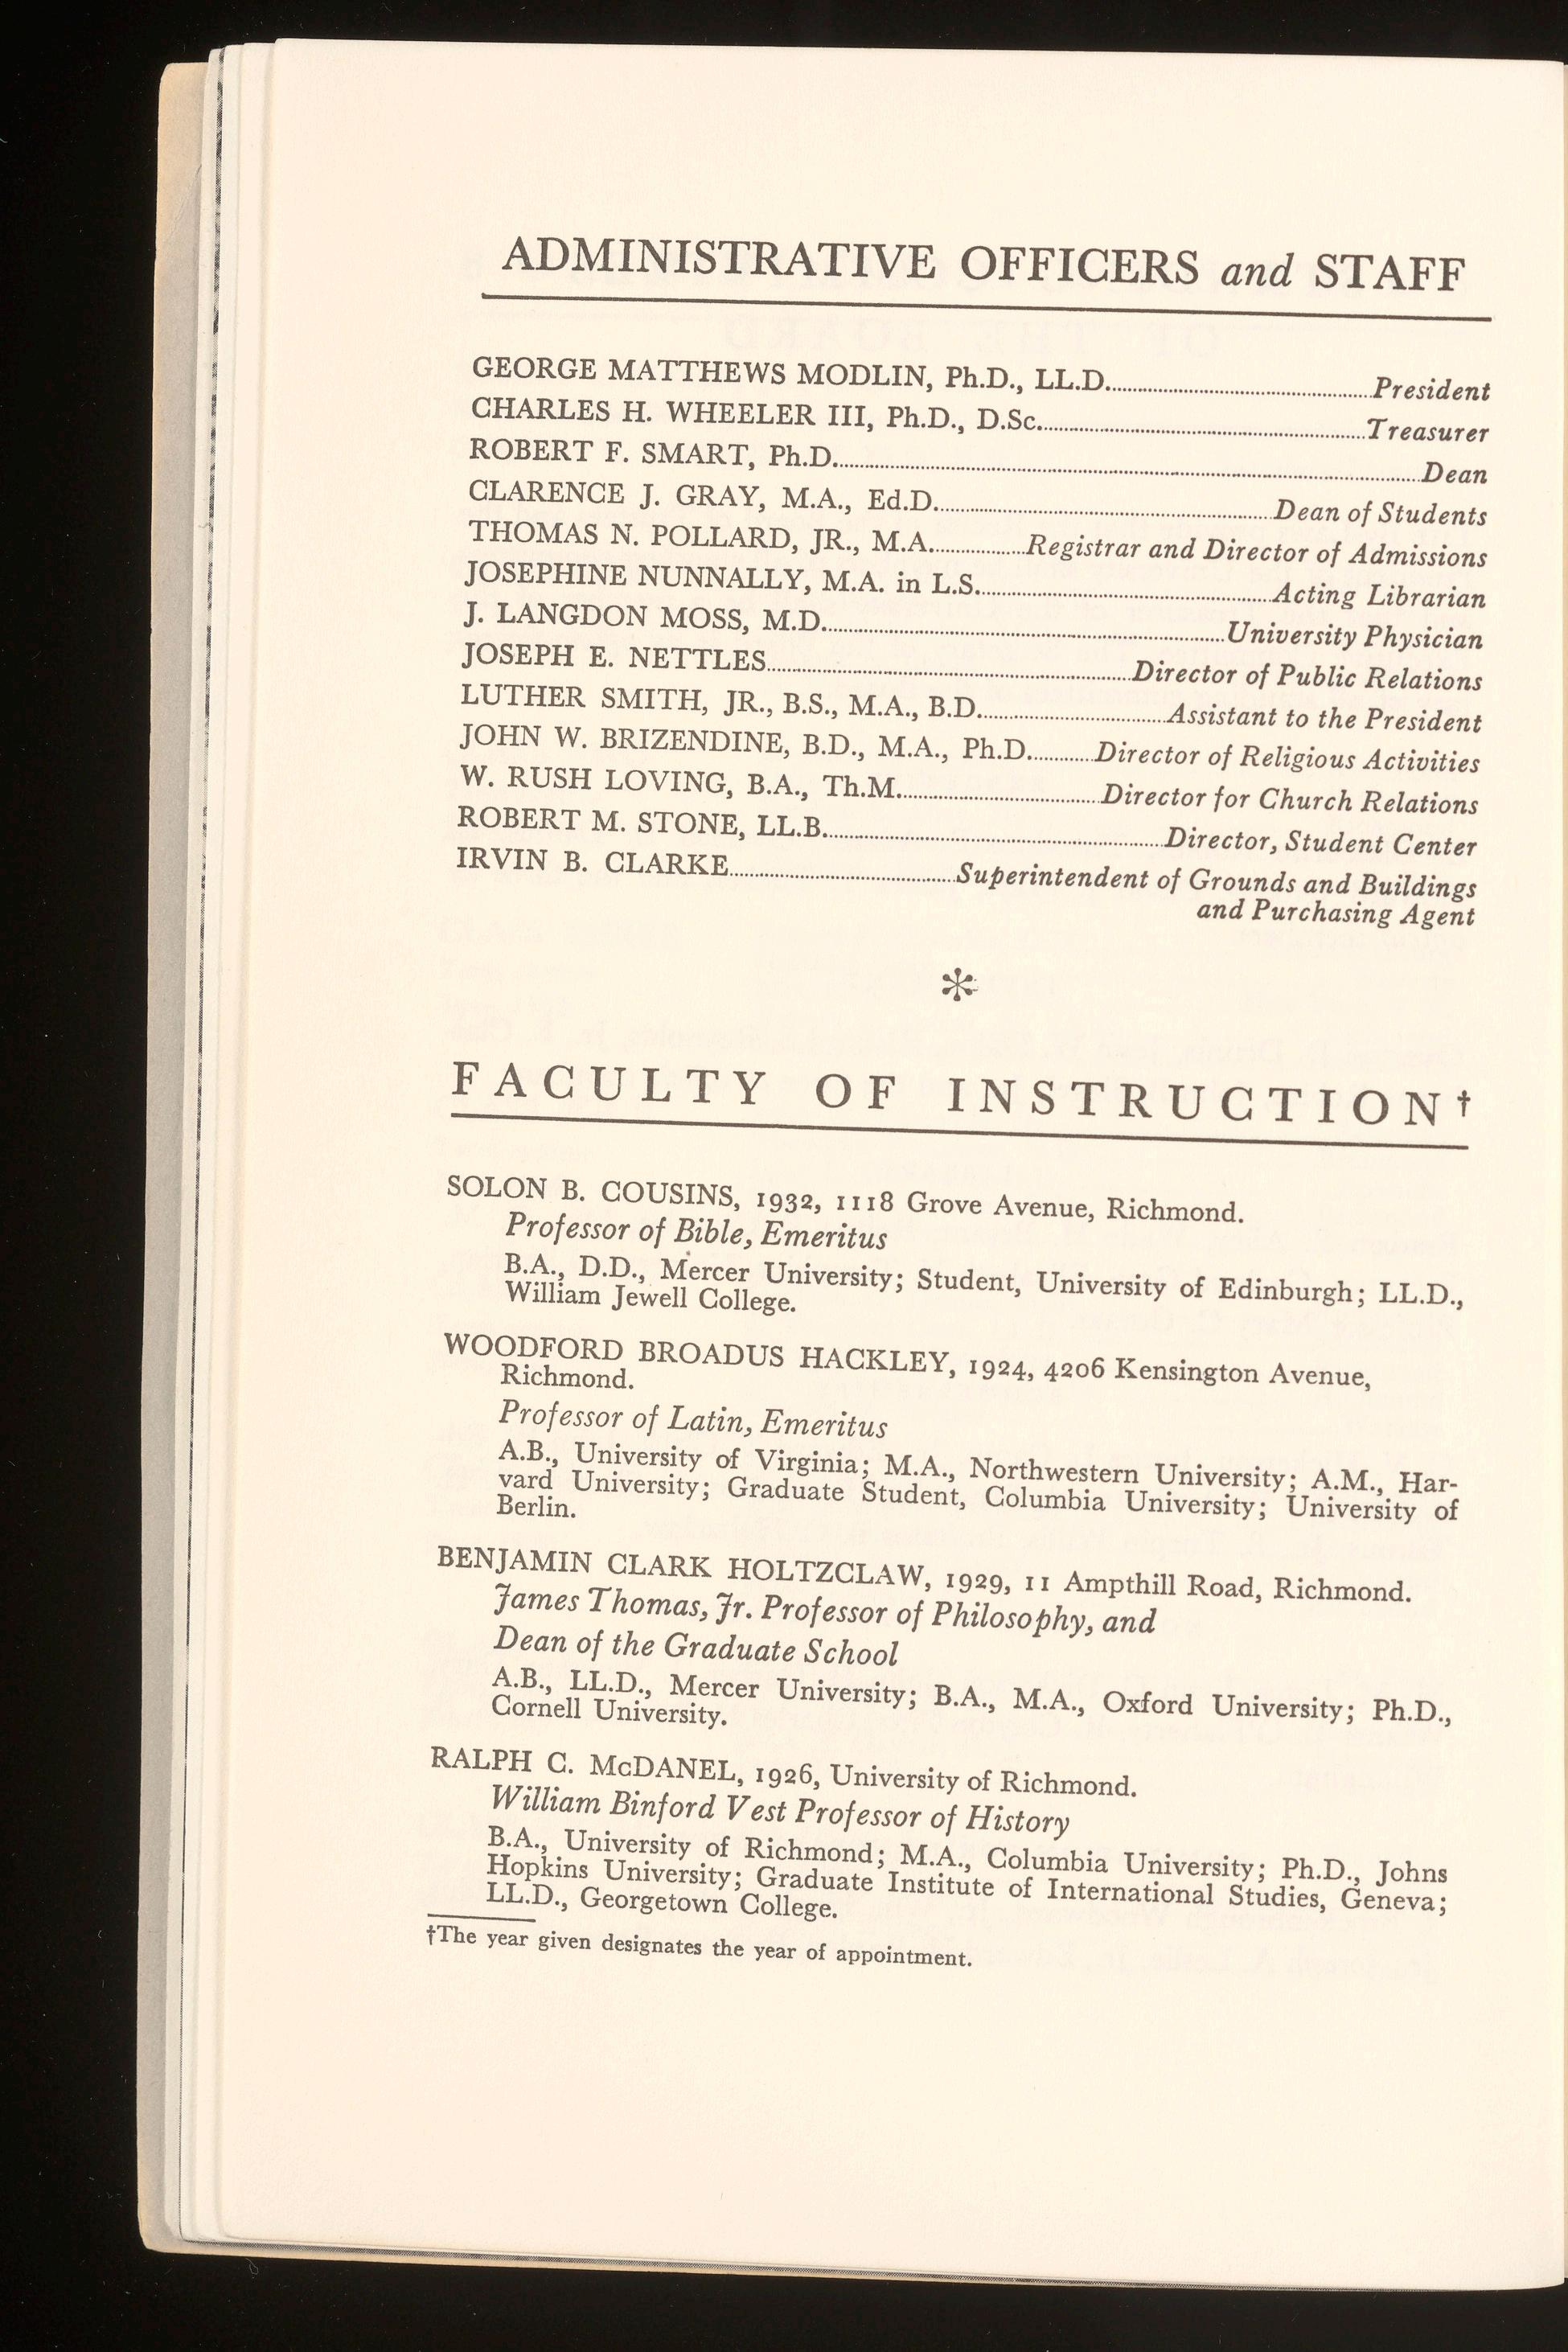 ADMINISTRATIVE OFFICERS and STAFF
GEORGE MATTHEWS MODLIN, Ph.D., LL.D. President
CHARLES H. WHEELER III, Ph.D., D.Sc. Treasurer
ROBERT F. SMART, Ph.D. Dean
CLARENCE J. GRAY, M.A., Ed.D. Dean of Students
THOMAS N. POLLARD, JR., M.A. Registrar and Director of Admissions
JOSEPHINE NUNNALLY, M.A. in L.S. Acting Librarian
J. LANGDON MOSS, M.D. University Physician
JOSEPH E. NETTLES Director of Public Relations
LUTHER SMITH, JR., B.S., M.A., B.D. Assistant to the President
JOHN W. BRIZENDINE, B.D., M.A., Ph.D. Director of Religious Activities
W. RUSH LOVING, B.A., Th.M. Director for Church Relations
ROBERT M. STONE, LL.B. Director, Student Center
IRVIN B. CLARKE Superintendent of Grounds and Buildings
and Purchasing Agent
*
FACULTY OF INSTRUCTION†
SOLON B. COUSINS, 1932, 1118 Grove Avenue, Richmond.
Professor of Bible, Emeritus
B.A., D.D., Mercer University; Student, University of Edinburgh; LL.D.,
William Jewell College.
WOODFORD BROADUS HACKLEY, 1924, 4206 Kensington Avenue,
Richmond.
Professor of Latin, Emeritus
A.B., University of Virginia; M.A., Northwestern University; A.M., Har-
vard University; Graduate Student, Columbia University; University of
Berlin.
BENJAMIN CLARK HOLTZCLAW, 1929, 11 Ampthill Road, Richmond.
James Thomas, Jr. Professor of Philosophy, and
Dean of the Graduate School
A.B., LL.D., Mercer University; B.A., M.A., Oxford University; Ph.D.,
Cornell University.
RALPH C. McDANEL, 1926, University of Richmond.
William Binford Vest Professor of History
B.A., University of Richmond; M.A., Columbia University; Ph.D., Johns
Hopkins University; Graduate Institute of International Studies, Geneva;
LL.D., Georgetown College.
†The year given designates the year of appointment.